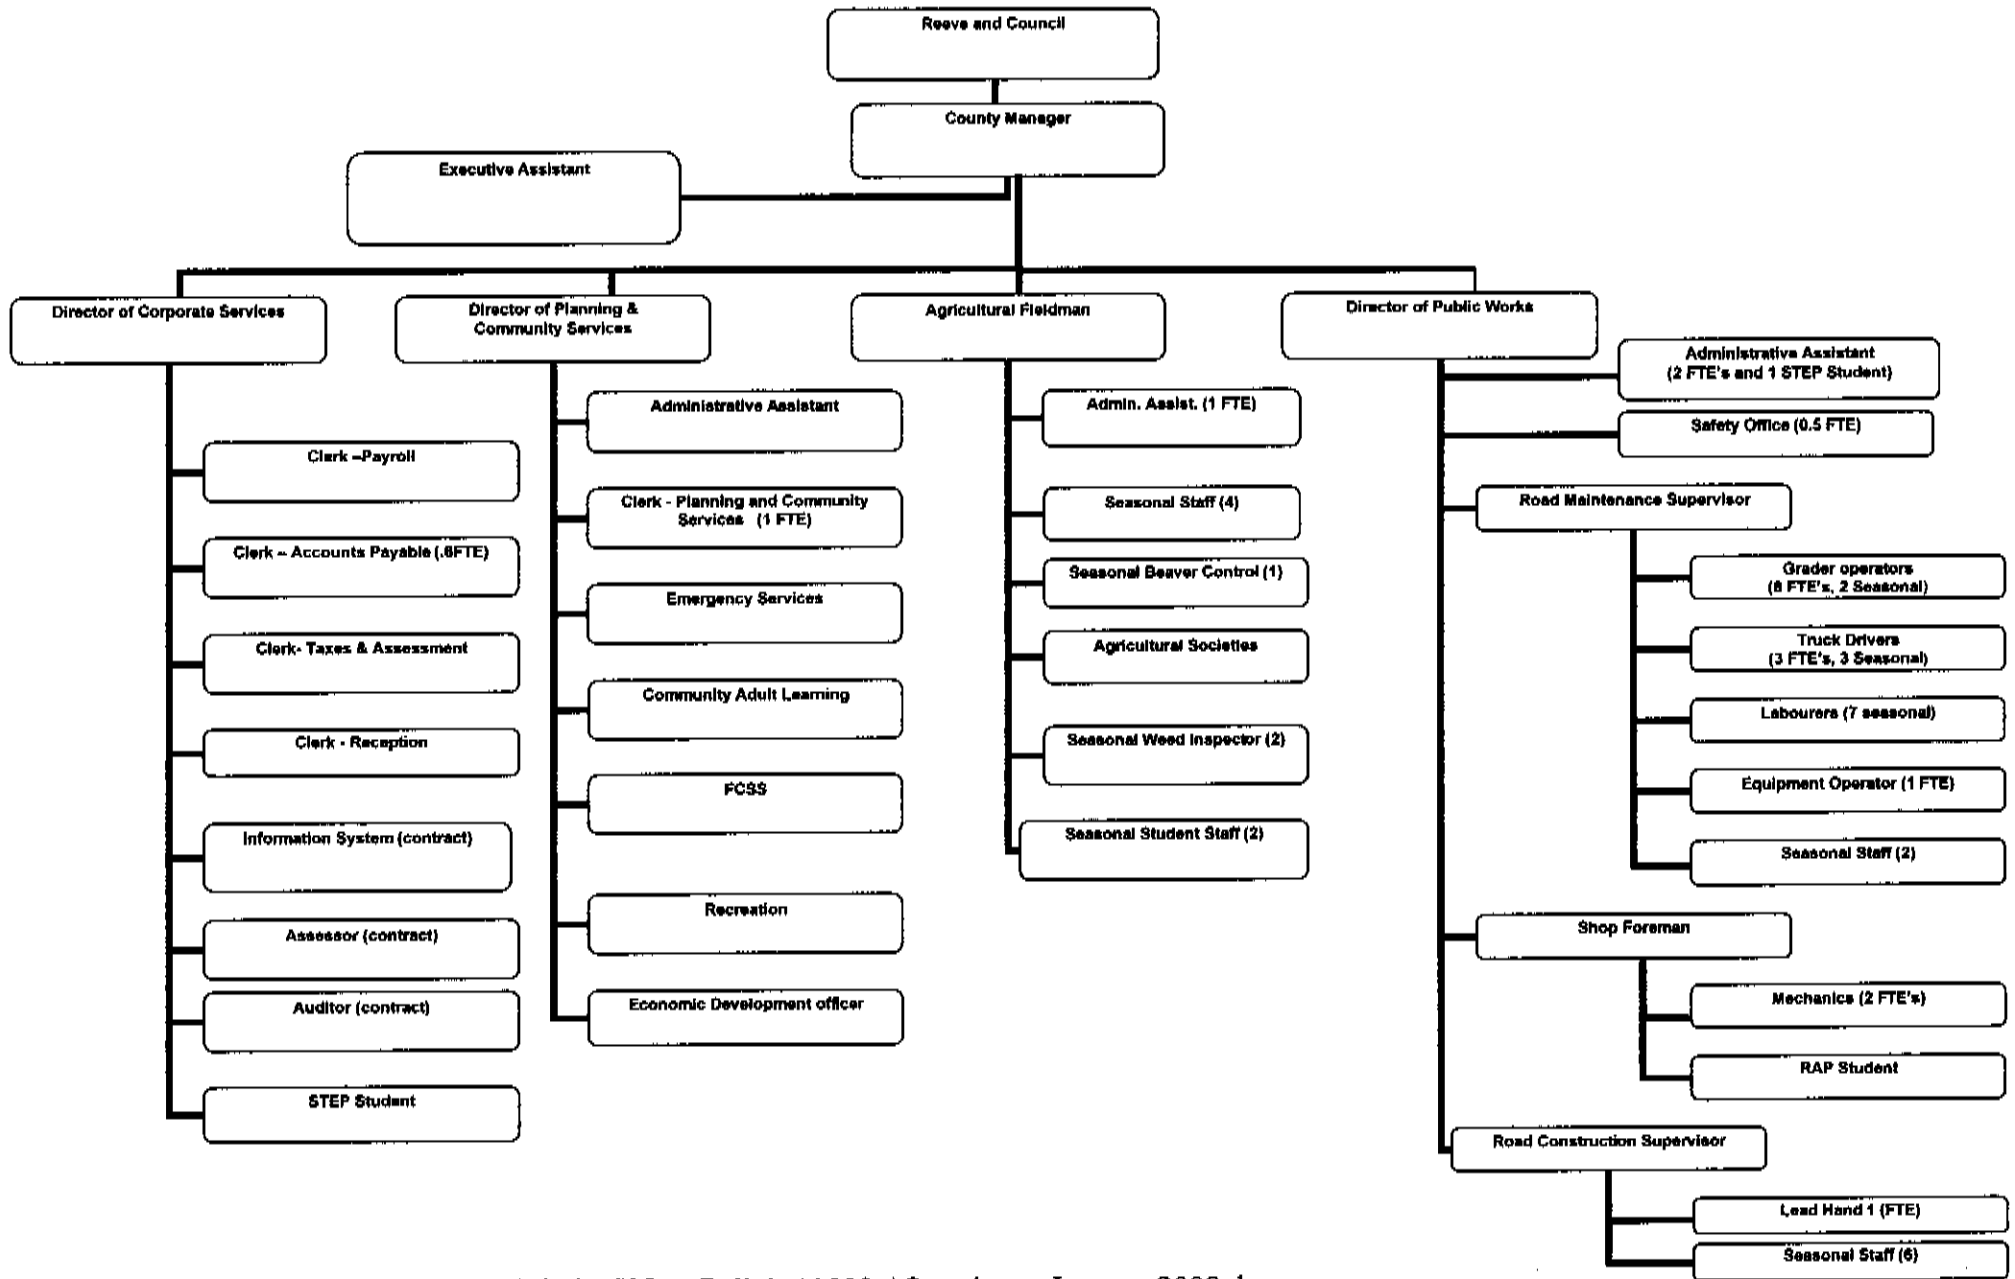 Reeve and Council
County Manager
Executive Assistant
Director of Corporate Services
Clerk –Payroll
Clerk – Accounts Payable (.6FTE)
Clerk- Taxes & Assessment
Clerk - Reception
Information System (contract)
Assessor (contract)
Auditor (contract)
STEP Student
Director of Planning &
Community Services
Administrative Assistant
Clerk - Planning and Community
Services (1 FTE)
Emergency Services
Community Adult Learning
FCSS
Recreation
Economic Development officer
Agricultural Fieldman
Admin. Assist. (1 FTE)
Seasonal Staff (4)
Seasonal Beaver Control (1)
Agricultural Societies
Seasonal Weed Inspector (2)
Seasonal Student Staff (2)
Director of Public Works
Administrative Assistant
(2 FTE's and 1 STEP Student)
Safety Office (0.5 FTE)
Road Maintenance Supervisor
Grader operators
(8 FTE's, 2 Seasonal)
Truck Drivers
(3 FTE's, 3 Seasonal)
Labourers (7 seasonal)
Equipment Operator (1 FTE)
Seasonal Staff (2)
Shop Foreman
Mechanics (2 FTE's)
RAP Student
Road Construction Supervisor
Lead Hand 1 (FTE)
Seasonal Staff (6)